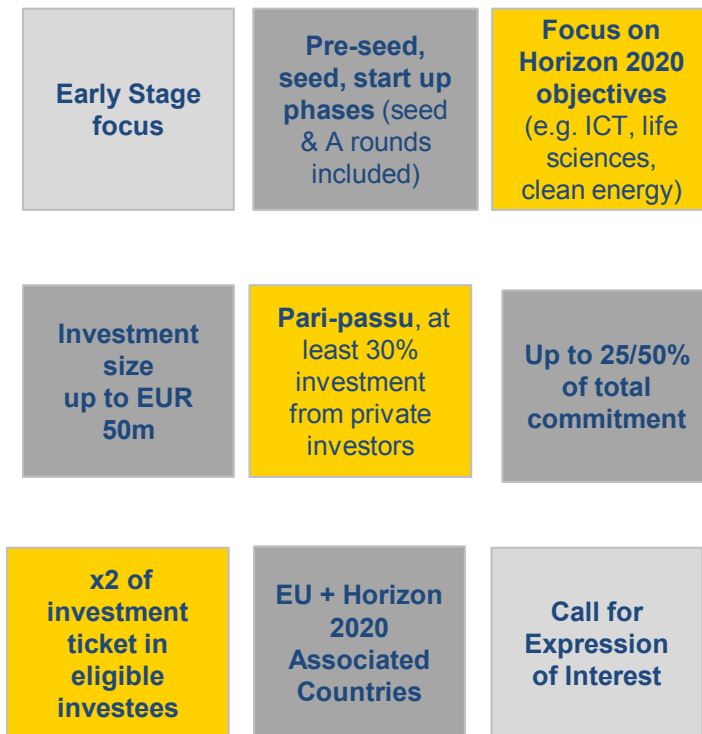 Early Stage
focus
Pre-seed,
seed, start up
phases (seed
& A rounds
included)
Focus on
Horizon 2020
objectives
(e.g. ICT, life
sciences,
clean energy)
Investment
size
up to EUR
50m
Pari-passu, at
least 30%
investment
from private
investors
Up to 25/50%
of total
commitment
x2 of
investment
ticket in
eligible
investees
EU + Horizon
2020
Associated
Countries
Call for
Expression
of Interest